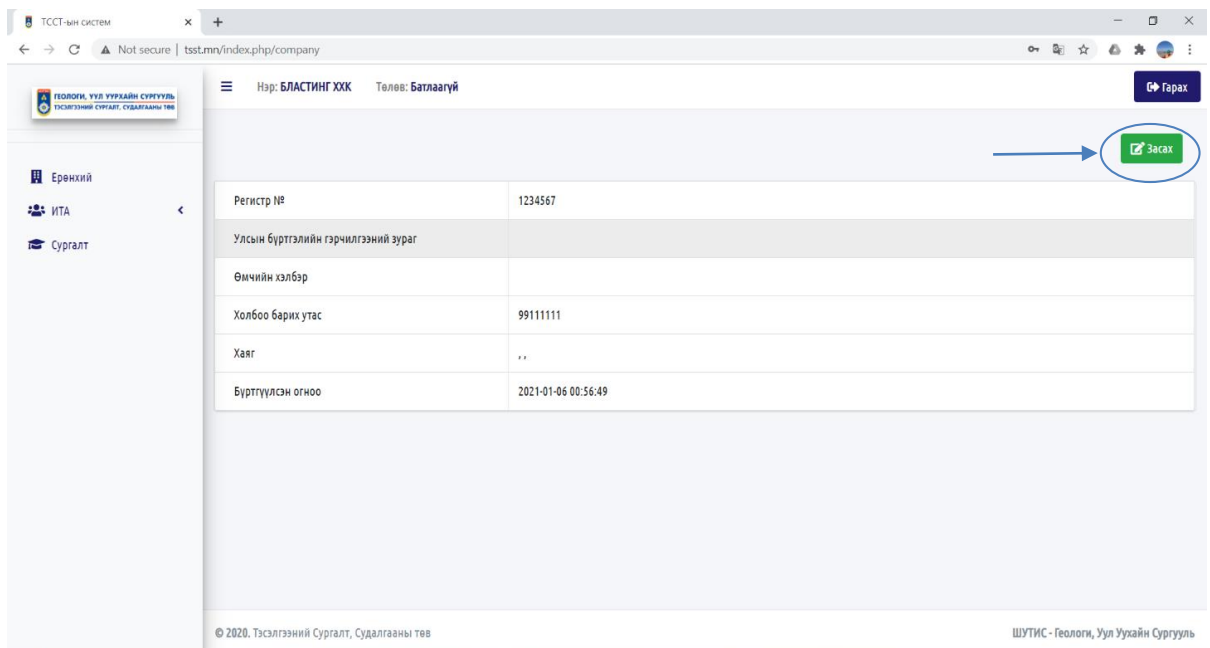 ТССТ-ын систем
Not secure | tsst.mn/index.php/company
ГЕОЛОГИ, УУЛ УУРХАЙН СУРГУУЛЬ
ТЭСЭЛГЭЭНИЙ СУРГАЛТ, СУДАЛГААНЫ ТӨВ
Нэр: БЛАСТИНГ ХХК Төлөв: Батлаагүй
Гарах
Засах
Ерөнхий
ИТА
Сургалт
Регистр № 1234567
Улсын бүртгэлийн гэрчилгээний зураг
Өмчийн хэлбэр
Холбоо барих утас 99111111
Хаяг , ,
Бүртгүүлсэн огноо 2021-01-06 00:56:49
© 2020. Тэсэлгээний Сургалт, Судалгааны төв
ШУТИС - Геологи, Уул Уухайн Сургууль